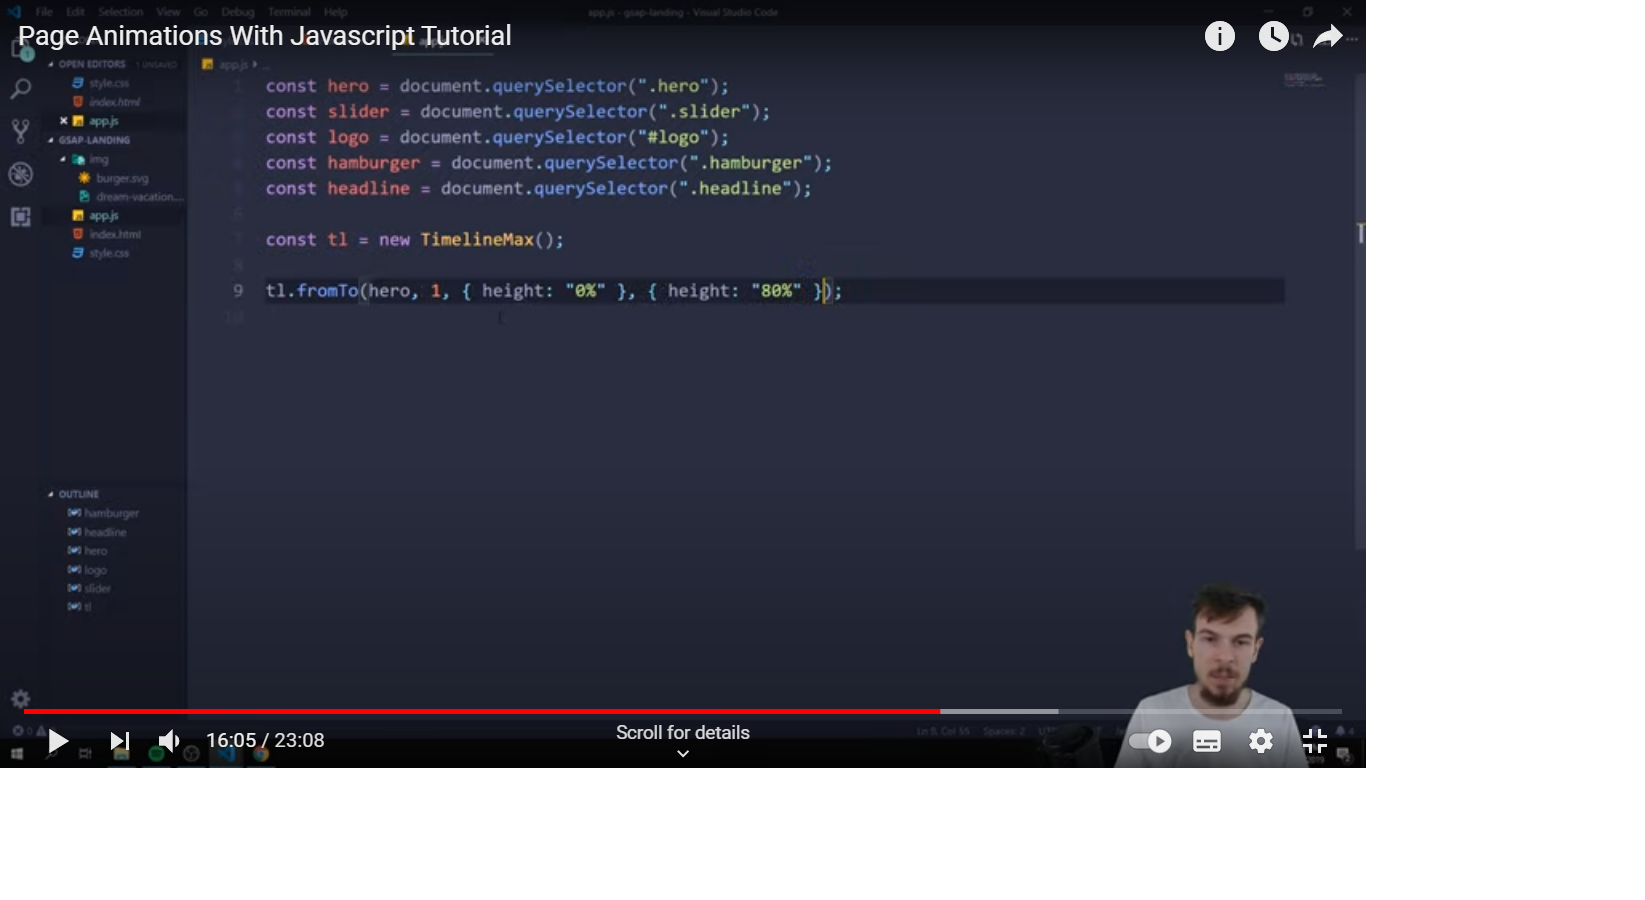 File Edit Selection View Go Debug Terminal Help
app.js - gsap-landing - Visual Studio Code
Page Animations With Javascript Tutorial
OPEN EDITORS 1 UNSAVED
style.css
index.html
app.js
GSAP-LANDING
img
burger.svg
dream-vacation...
app.js
index.html
style.css
OUTLINE
hamburger
headline
hero
logo
slider
tl
app.js > ...
1 const hero = document.querySelector(".hero");
const slider = document.querySelector(".slider");
const logo = document.querySelector("#logo");
const hamburger = document.querySelector(".hamburger");
const headline = document.querySelector(".headline");
7 const tl = new TimelineMax();
8
9 tl.fromTo(hero, 1, { height: "0%" }, { height: "80%" });
10
Scroll for details
16:05 / 23:08